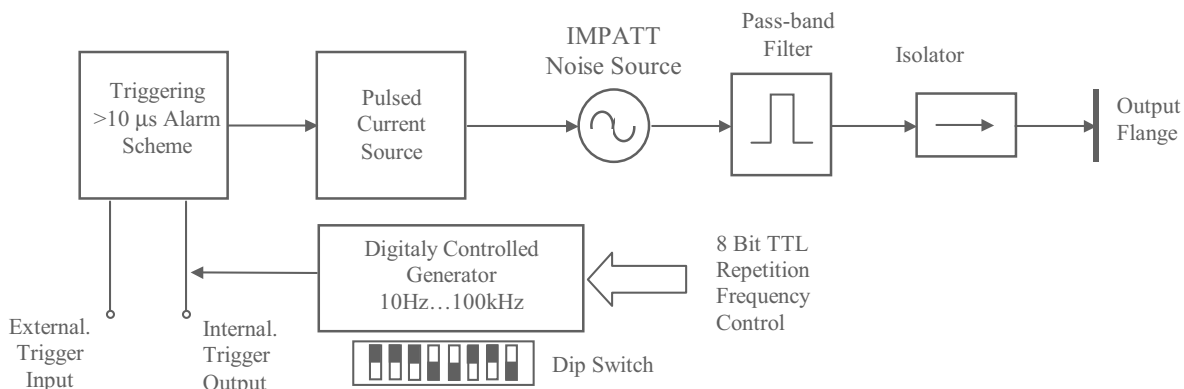 Triggering
>10 μs Alarm
Scheme
Pulsed
Current
Source
IMPATT
Noise Source
Pass-band
Filter
Isolator
Output
Flange
Digitaly Controlled
Generator
10Hz…100kHz
8 Bit TTL
Repetition
Frequency
Control
External.
Trigger
Input
Internal.
Trigger
Output
Dip Switch